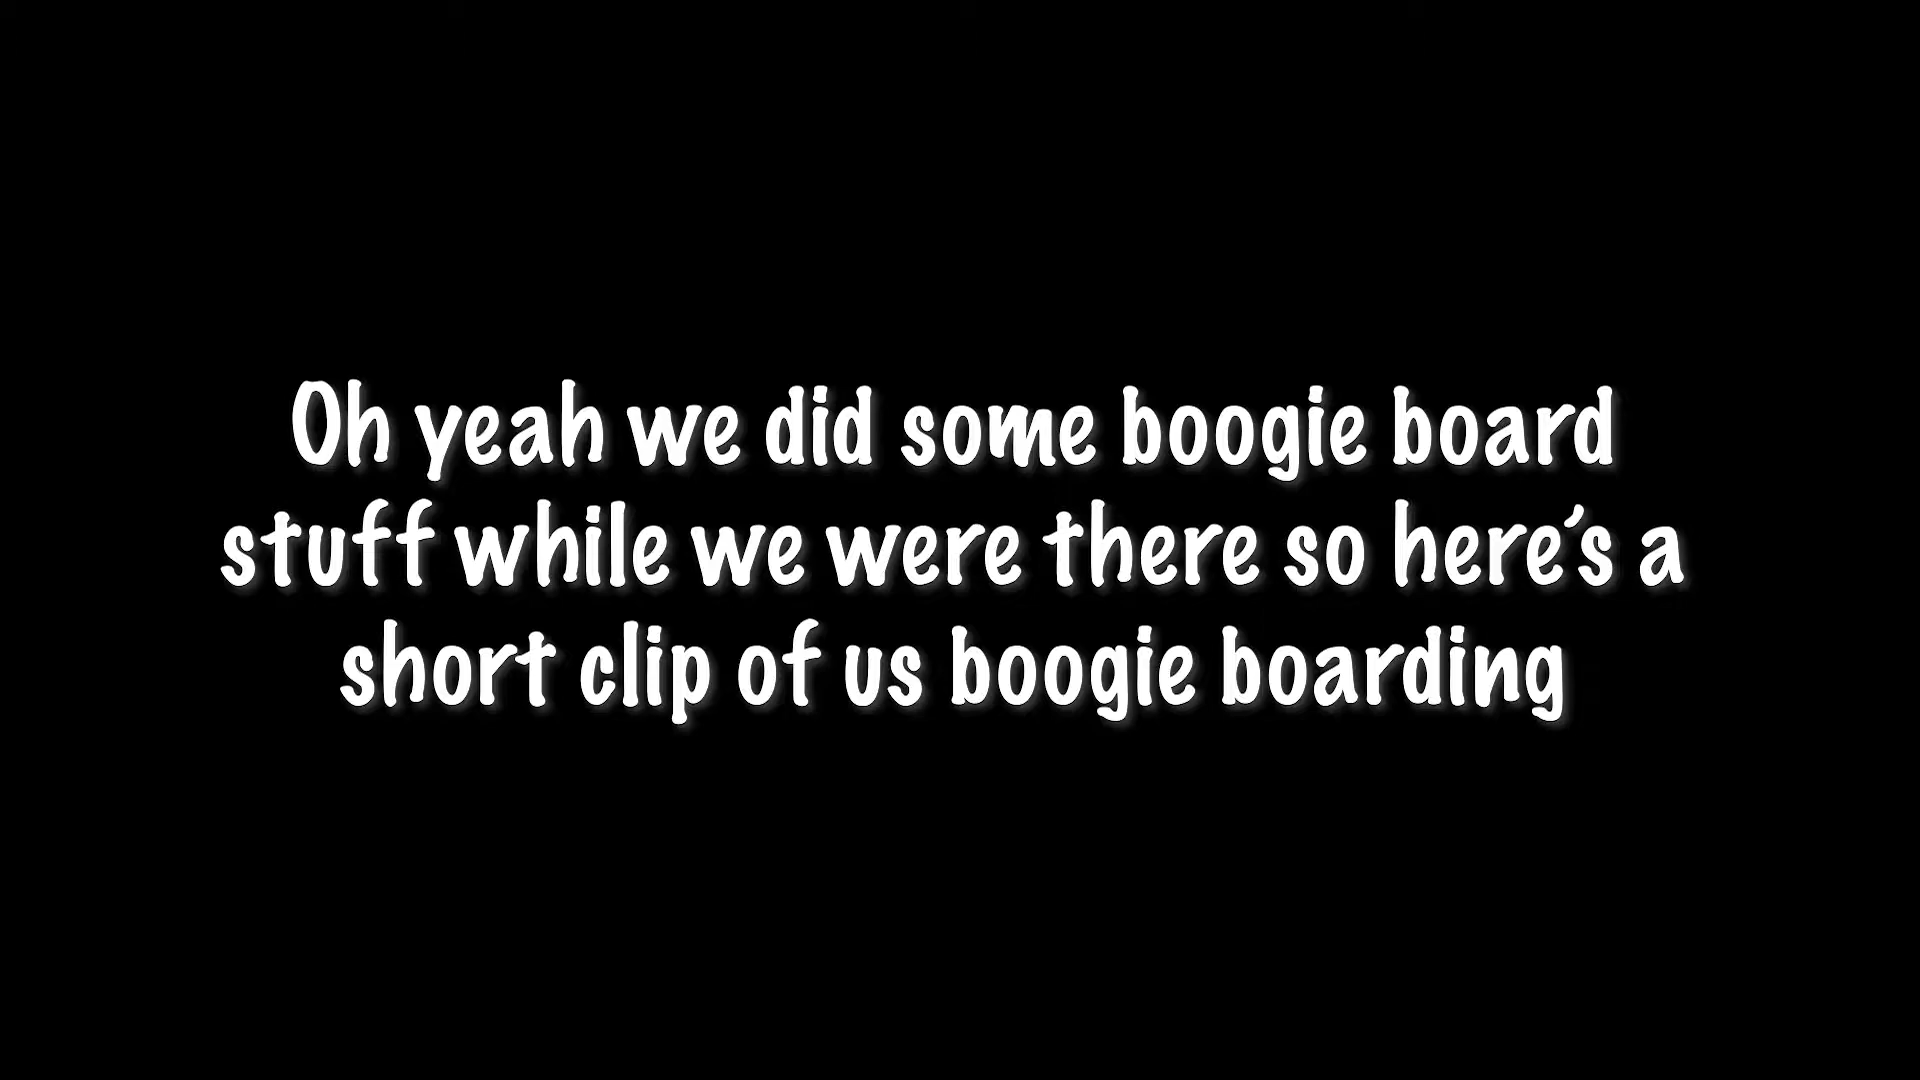 Oh yeah we did some boogie board
stuff while we were there so here’s a
short clip of us boogie boarding